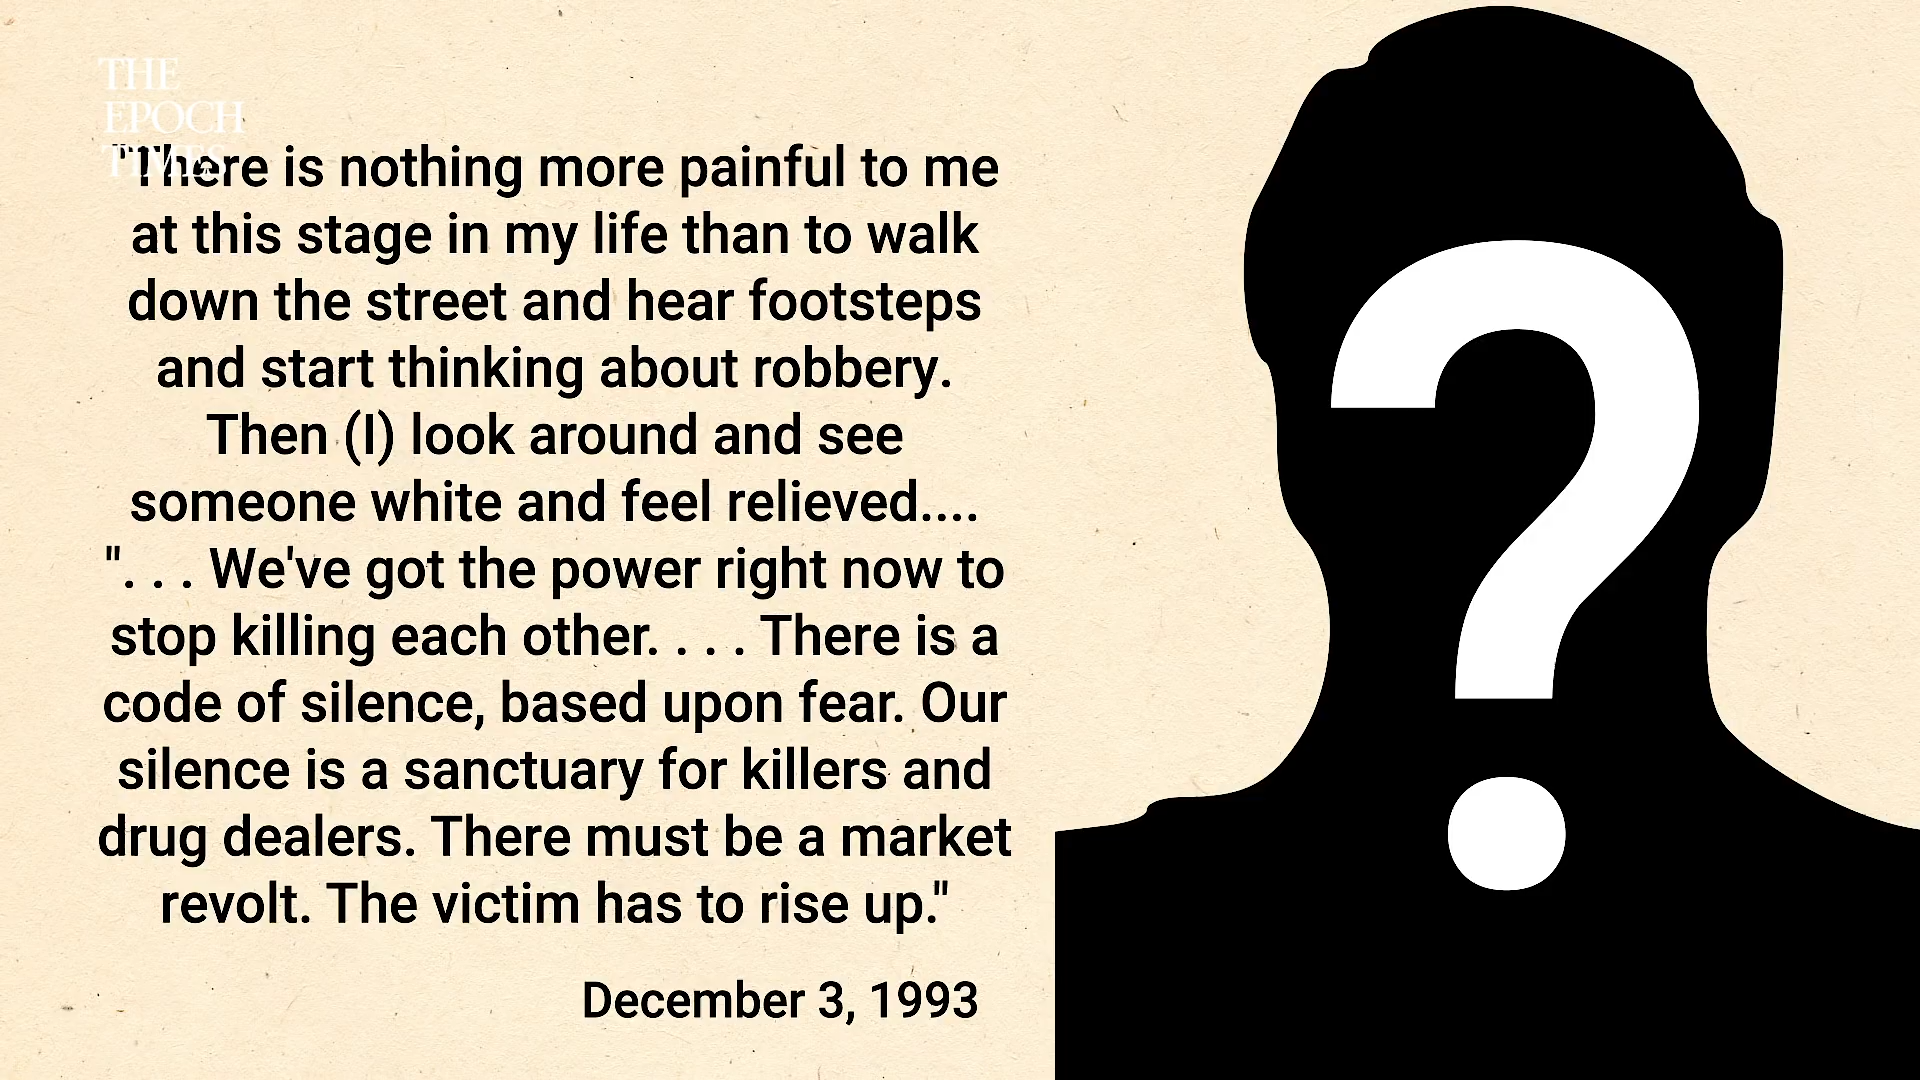 THE
EPOCH
TIMES
"There is nothing more painful to me
at this stage in my life than to walk
down the street and hear footsteps
and start thinking about robbery.
Then (I) look around and see
someone white and feel relieved....
". . . We've got the power right now to
stop killing each other. . . . There is a
code of silence, based upon fear. Our
silence is a sanctuary for killers and
drug dealers. There must be a market
revolt. The victim has to rise up."
December 3, 1993
?